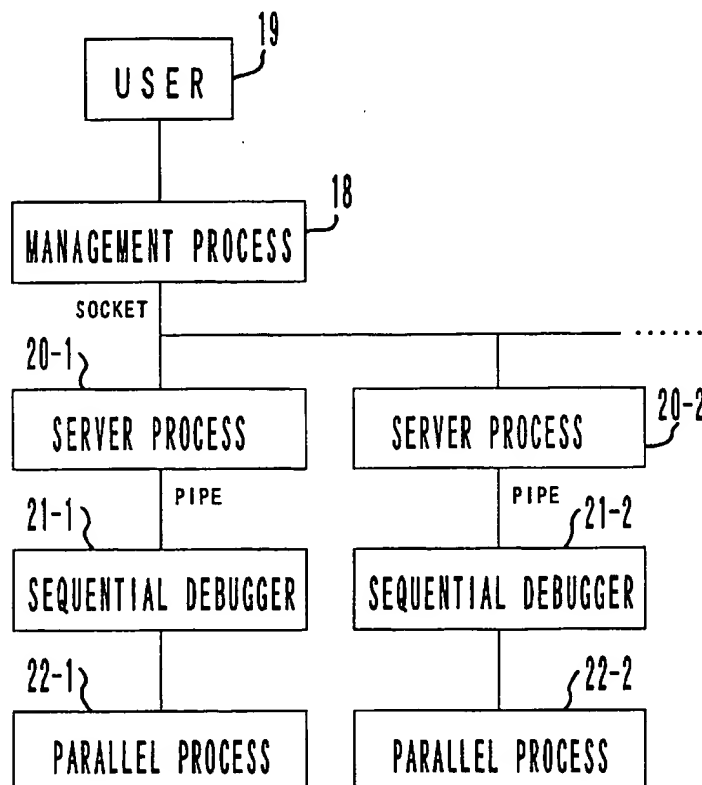 19
USER
18
MANAGEMENT PROCESS
SOCKET
......
20-1
SERVER PROCESS
SERVER PROCESS
20-2
PIPE
PIPE
21-1
21-2
SEQUENTIAL DEBUGGER
SEQUENTIAL DEBUGGER
22-1
22-2
PARALLEL PROCESS
PARALLEL PROCESS